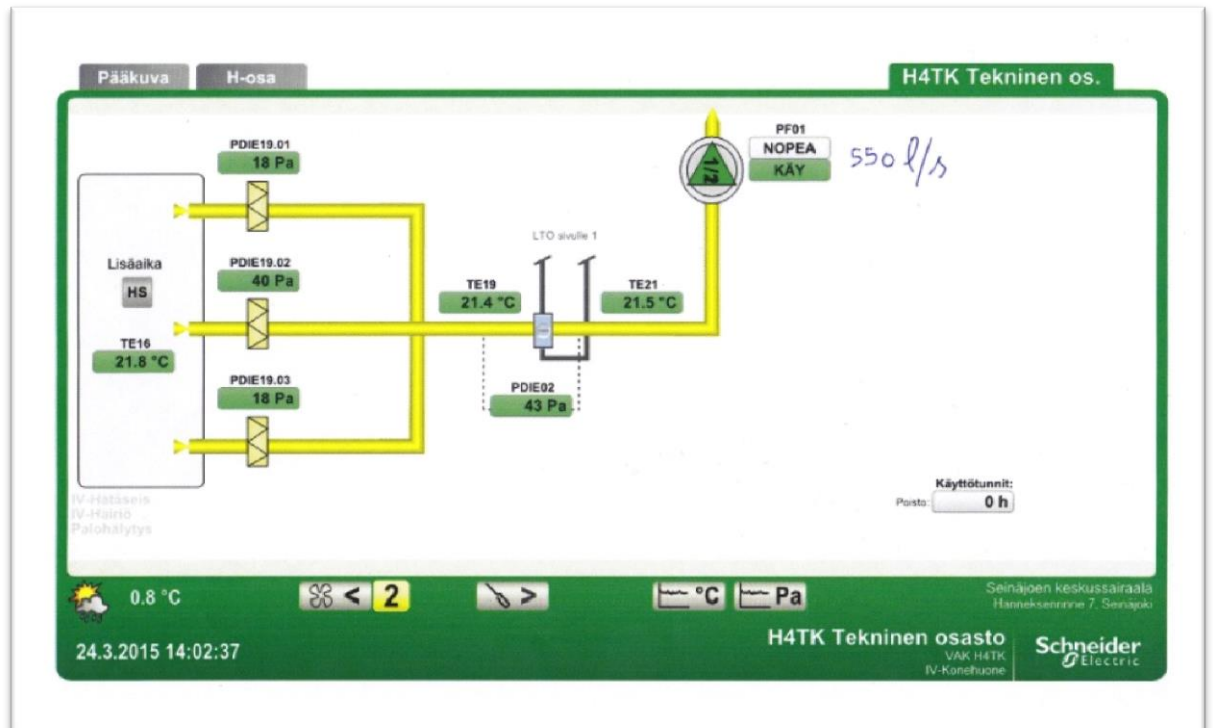 Pääkuva
H-osa
H4TK Tekninen os.
PDIE19.01
18 Pa
PF01
NOPEA
KÄY
550 l/s
1/2
LTO sivulle 1
Lisäaika
HS
PDIE19.02
40 Pa
TE19
21.4 °C
TE21
21.5 °C
TE16
21.8 °C
PDIE19.03
18 Pa
PDIE02
43 Pa
IV-Hätäseis
IV-Häiriö
Palohälytys
Käyttötunnit:
Poisto: 0 h
0.8 °C
< 2
>
°C
Pa
Seinäjoen keskussairaala
Hanneksenrinne 7, Seinäjoki
24.3.2015 14:02:37
H4TK Tekninen osasto
VAK H4TK
IV-Konehuone
Schneider
Electric